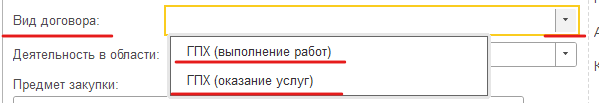 Вид договора:
ГПХ (выполнение работ)
Деятельность в области:
ГПХ (оказание услуг)
Предмет закупки: